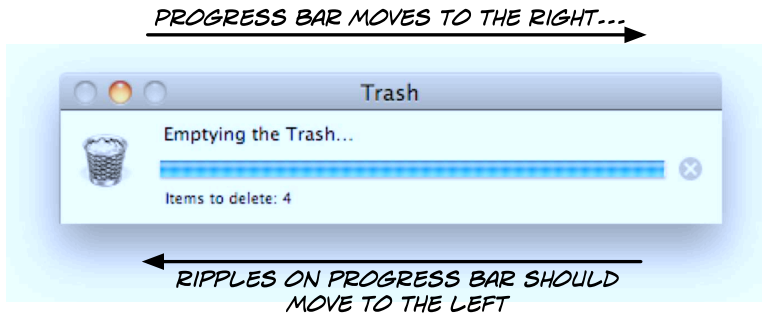 PROGRESS BAR MOVES TO THE RIGHT...
Trash
Emptying the Trash...
Items to delete: 4
RIPPLES ON PROGRESS BAR SHOULD
MOVE TO THE LEFT